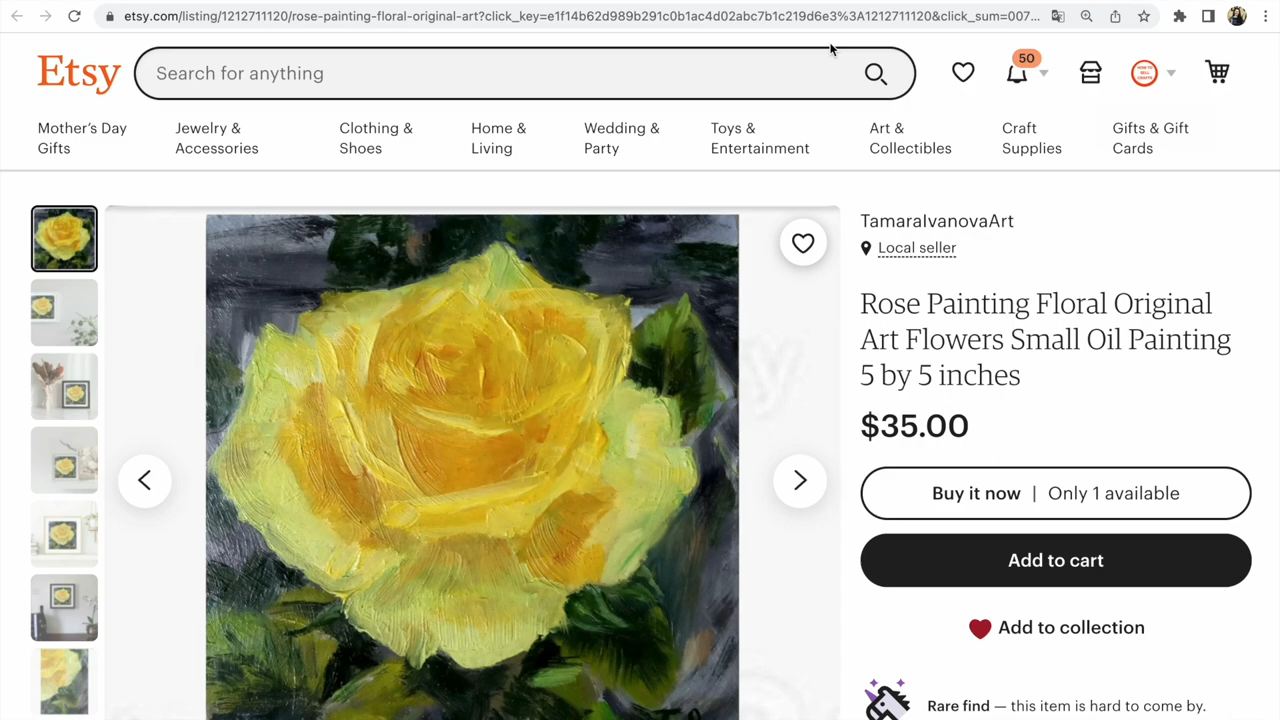 etsy.com/listing/1212711120/rose-painting-floral-original-art?click_key=e1f14b62d989b291c0b1ac4d02abc7b1c219d6e3%3A1212711120&click_sum=007...
Etsy
Search for anything
50
HOW TO SELL CRAFTS
Mother's Day Gifts
Jewelry & Accessories
Clothing & Shoes
Home & Living
Wedding & Party
Toys & Entertainment
Art & Collectibles
Craft Supplies
Gifts & Gift Cards
TamaraIvanovaArt
Local seller
Rose Painting Floral Original
Art Flowers Small Oil Painting
5 by 5 inches
$35.00
Buy it now | Only 1 available
Add to cart
Add to collection
Rare find — this item is hard to come by.